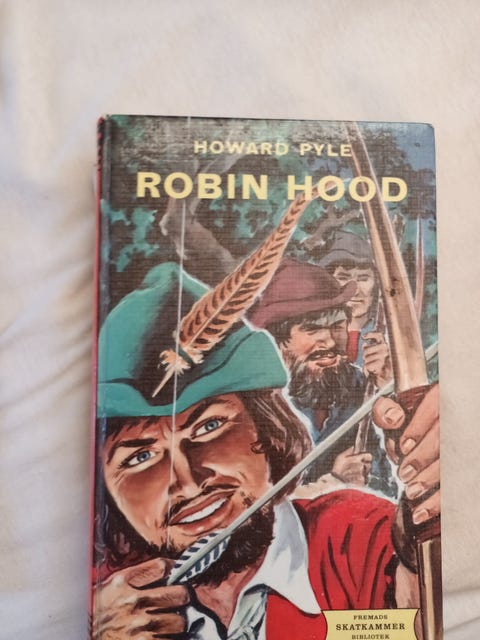 HOWARD PYLE
ROBIN HOOD
FREMADS
SKATKAMMER
BIBLIOTEK